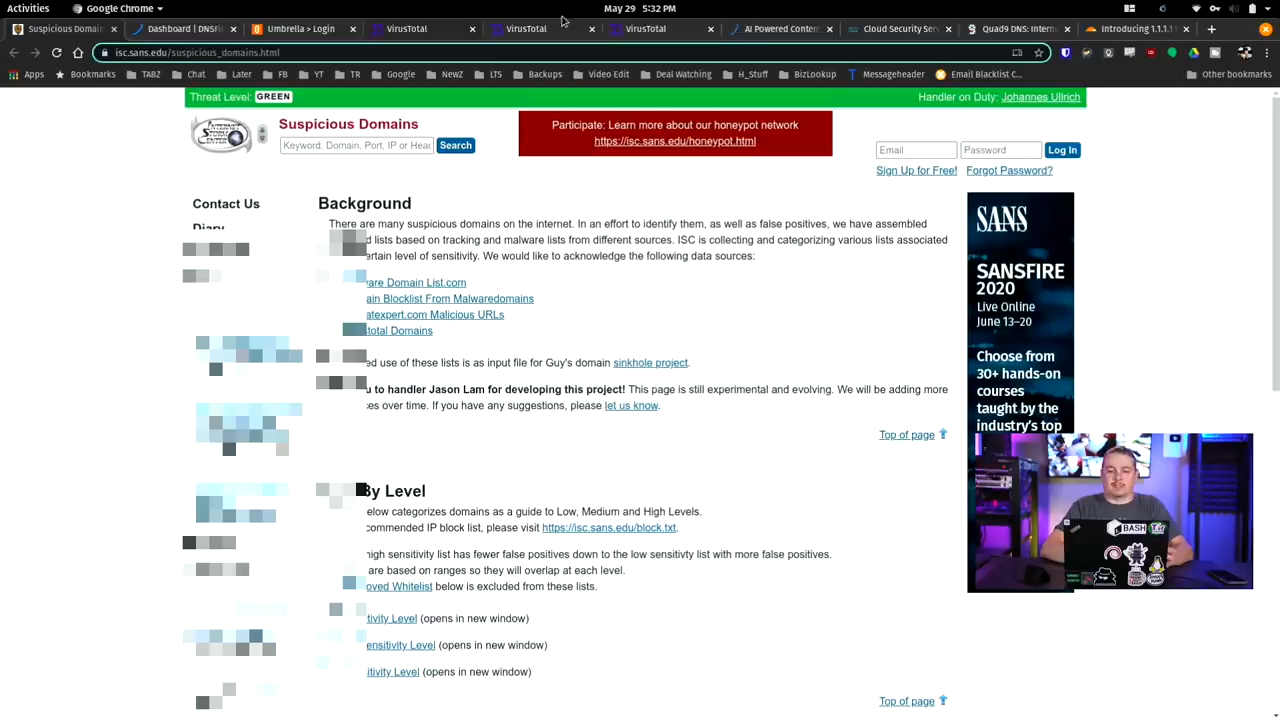 Activities
Google Chrome
May 29 5:32 PM
Suspicious Domain
Dashboard | DNSFi
Umbrella > Login
VirusTotal
VirusTotal
VirusTotal
AI Powered Conten
Cloud Security Serv
Quad9 DNS: Intern
Introducing 1.1.1.1
isc.sans.edu/suspicious_domains.html
Apps
Bookmarks
TABZ
Chat
Later
FB
YT
TR
Google
NewZ
LTS
Backups
Video Edit
Deal Watching
H_Stuff
BizLookup
Messageheader
Email Blacklist C...
Other bookmarks
Threat Level: GREEN
Handler on Duty: Johannes Ullrich
INTERNET
STORM
CENTER
Suspicious Domains
Keyword, Domain, Port, IP or Head
Search
Participate: Learn more about our honeypot network
https://isc.sans.edu/honeypot.html
Email
Password
Log In
Sign Up for Free!
Forgot Password?
Contact Us
Diary
Background
There are many suspicious domains on the internet. In an effort to identify them, as well as false positives, we have assembled
d lists based on tracking and malware lists from different sources. ISC is collecting and categorizing various lists associated
ertain level of sensitivity. We would like to acknowledge the following data sources:
are Domain List.com
ain Blocklist From Malwaredomains
atexpert.com Malicious URLs
total Domains
ed use of these lists is as input file for Guy's domain sinkhole project.
u to handler Jason Lam for developing this project! This page is still experimental and evolving. We will be adding more
es over time. If you have any suggestions, please let us know.
Top of page
By Level
elow categorizes domains as a guide to Low, Medium and High Levels.
commended IP block list, please visit https://isc.sans.edu/block.txt.
high sensitivity list has fewer false positives down to the low sensitivty list with more false positives.
are based on ranges so they will overlap at each level.
oved Whitelist below is excluded from these lists.
tivity Level (opens in new window)
ensitivity Level (opens in new window)
itivity Level (opens in new window)
Top of page
SANS
SANSFIRE
2020
Live Online
June 13–20
Choose from
30+ hands-on
courses
taught by the
industry's top
BASH